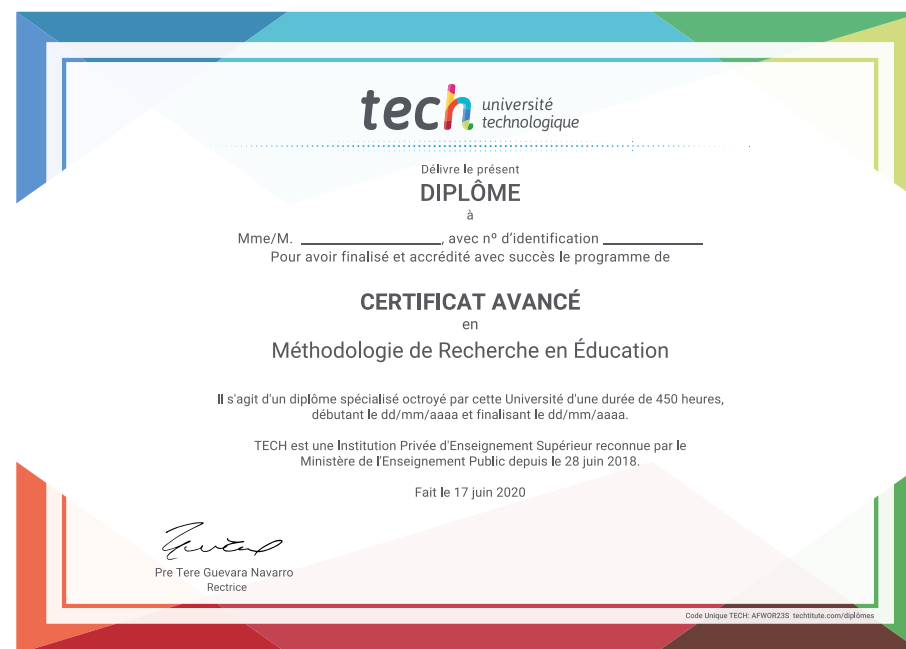 tech université
technologique
Délivre le présent
DIPLÔME
à
Mme/M. ____________________, avec nº d'identification ______________
Pour avoir finalisé et accrédité avec succès le programme de
CERTIFICAT AVANCÉ
en
Méthodologie de Recherche en Éducation
Il s'agit d'un diplôme spécialisé octroyé par cette Université d'une durée de 450 heures,
débutant le dd/mm/aaaa et finalisant le dd/mm/aaaa.
TECH est une Institution Privée d'Enseignement Supérieur reconnue par le
Ministère de l'Enseignement Public depuis le 28 juin 2018.
Fait le 17 juin 2020
Pre Tere Guevara Navarro
Rectrice
Code Unique TECH: AFWOR23S techtitute.com/diplômes